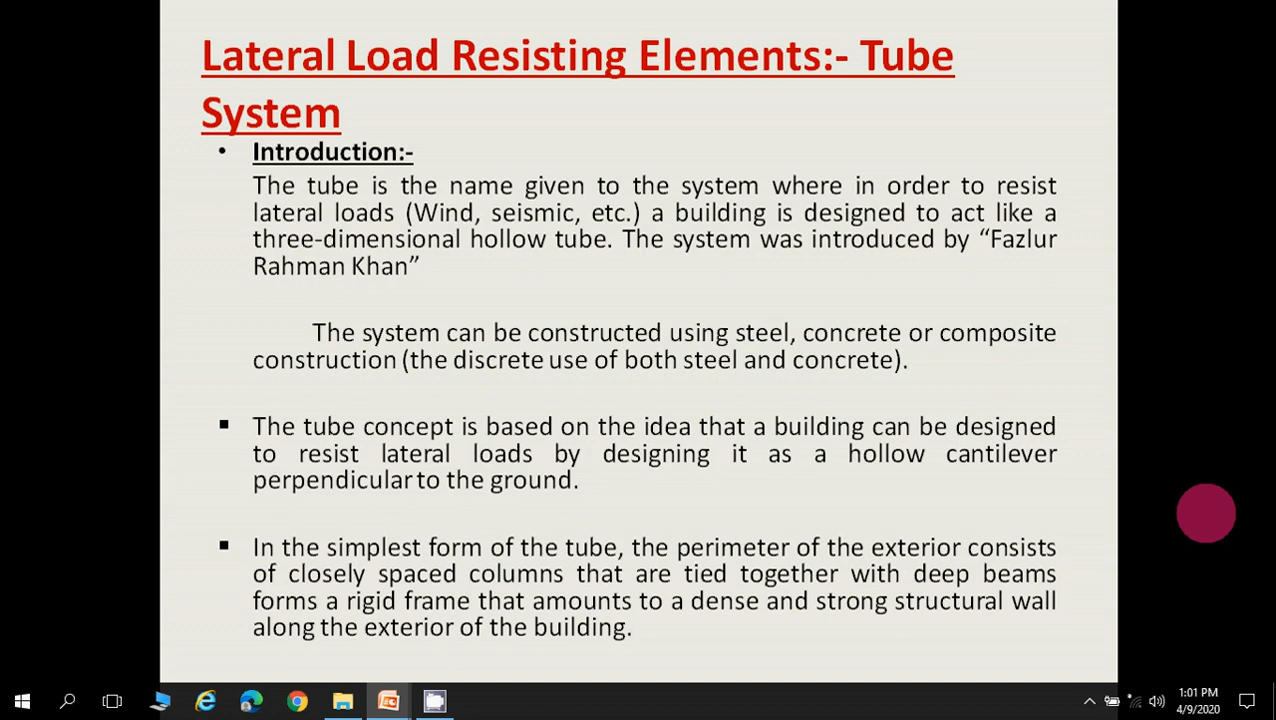 Lateral Load Resisting Elements:- Tube
System
• Introduction:-
The tube is the name given to the system where in order to resist
lateral loads (Wind, seismic, etc.) a building is designed to act like a
three-dimensional hollow tube. The system was introduced by “Fazlur
Rahman Khan”
The system can be constructed using steel, concrete or composite
construction (the discrete use of both steel and concrete).
▪ The tube concept is based on the idea that a building can be designed
to resist lateral loads by designing it as a hollow cantilever
perpendicular to the ground.
▪ In the simplest form of the tube, the perimeter of the exterior consists
of closely spaced columns that are tied together with deep beams
forms a rigid frame that amounts to a dense and strong structural wall
along the exterior of the building.
1:01 PM
4/9/2020